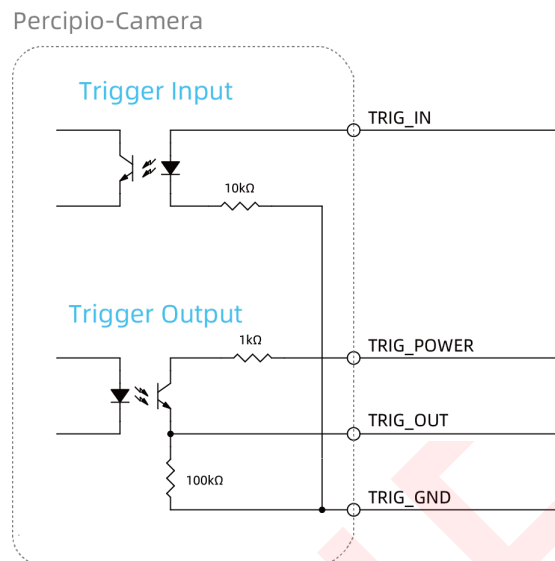 Percipio-Camera
Trigger Input
TRIG_IN
10kΩ
Trigger Output
1kΩ
TRIG_POWER
TRIG_OUT
100kΩ
TRIG_GND